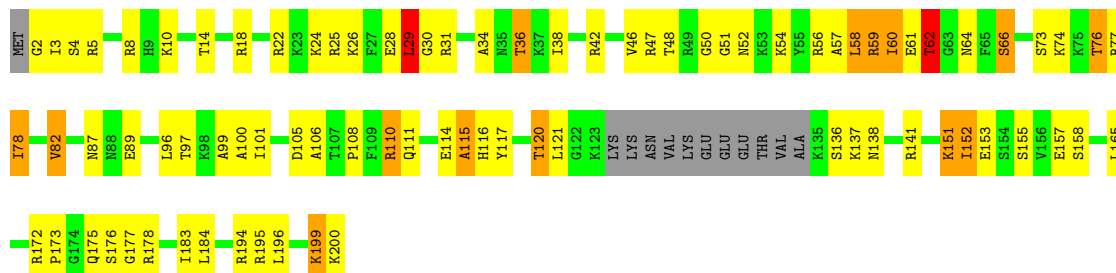 MET G2 I3 S4 R5 R8 H9 K10 T14 R18 R22 K23 K24 R25 K26 F27 E28 L29 G30 R31 A34 N35 T36 K37 I38 R42 V46 R47 T48 R49 G50 G51 N52 K53 K54 Y55 R56 A57 L58 R59 I60 E61 T62 G63 N64 F65 S66 S73 K74 K75 T76 R77
I78 V82 N87 N88 E89 L96 T97 K98 A99 A100 I101 D105 A106 T107 P108 F109 R110 Q111 E114 A115 H116 Y117 T120 L121 G122 K123 LYS LYS ASN VAL LYS GLU GLU GLU THR VAL ALA K135 S136 K137 N138 R141 K151 I152 E153 S154 S155 V156 E157 S158 L165
R172 P173 G174 Q175 S176 G177 R178 I183 L184 R194 R195 L196 K199 K200